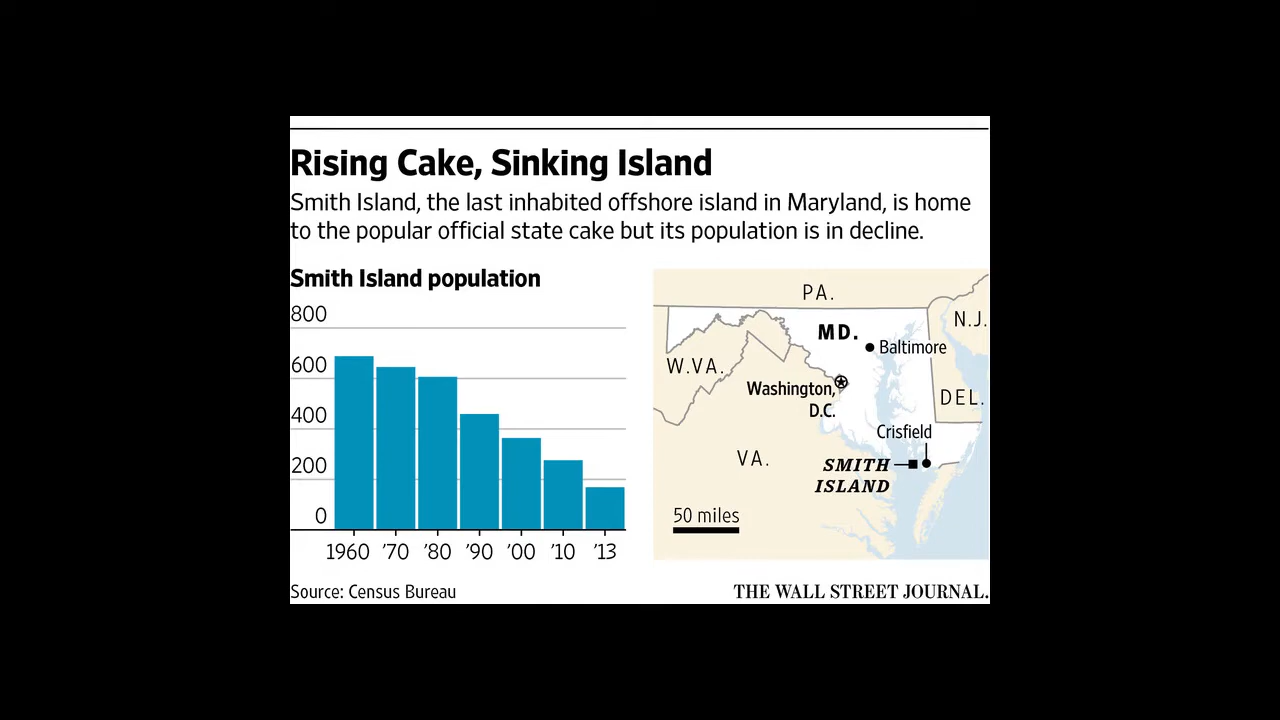 Rising Cake, Sinking Island
Smith Island, the last inhabited offshore island in Maryland, is home
to the popular official state cake but its population is in decline.
Smith Island population
800
600
400
200
0
1960 ’70 ’80 ’90 ’00 ’10 ’13
PA.
N.J.
MD.
Baltimore
W.VA.
Washington,
D.C.
DEL.
Crisfield
VA.
SMITH
ISLAND
50 miles
Source: Census Bureau
THE WALL STREET JOURNAL.